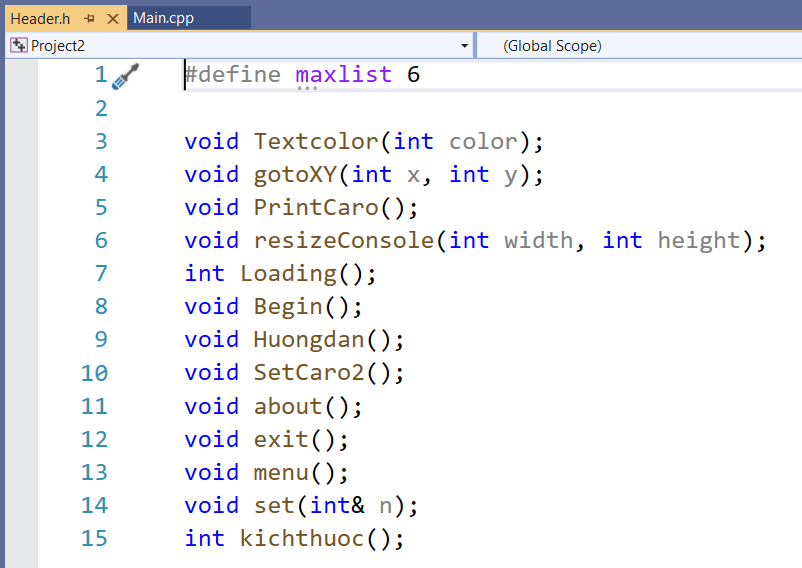 Header.h
Main.cpp
Project2
(Global Scope)
1 #define maxlist 6
2
3 void Textcolor(int color);
4 void gotoXY(int x, int y);
5 void PrintCaro();
6 void resizeConsole(int width, int height);
7 int Loading();
8 void Begin();
9 void Huongdan();
10 void SetCaro2();
11 void about();
12 void exit();
13 void menu();
14 void set(int& n);
15 int kichthuoc();